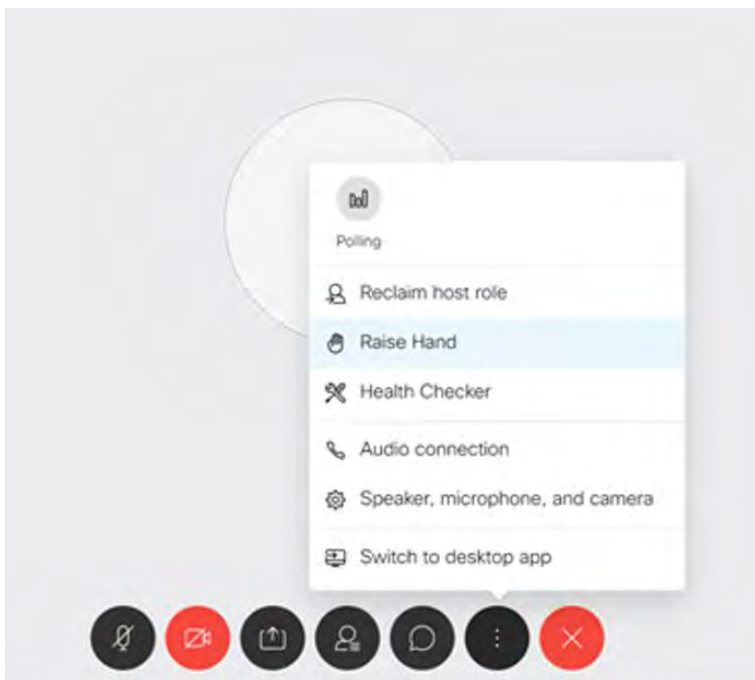 Polling
Reclaim host role
Raise Hand
Health Checker
Audio connection
Speaker, microphone, and camera
Switch to desktop app